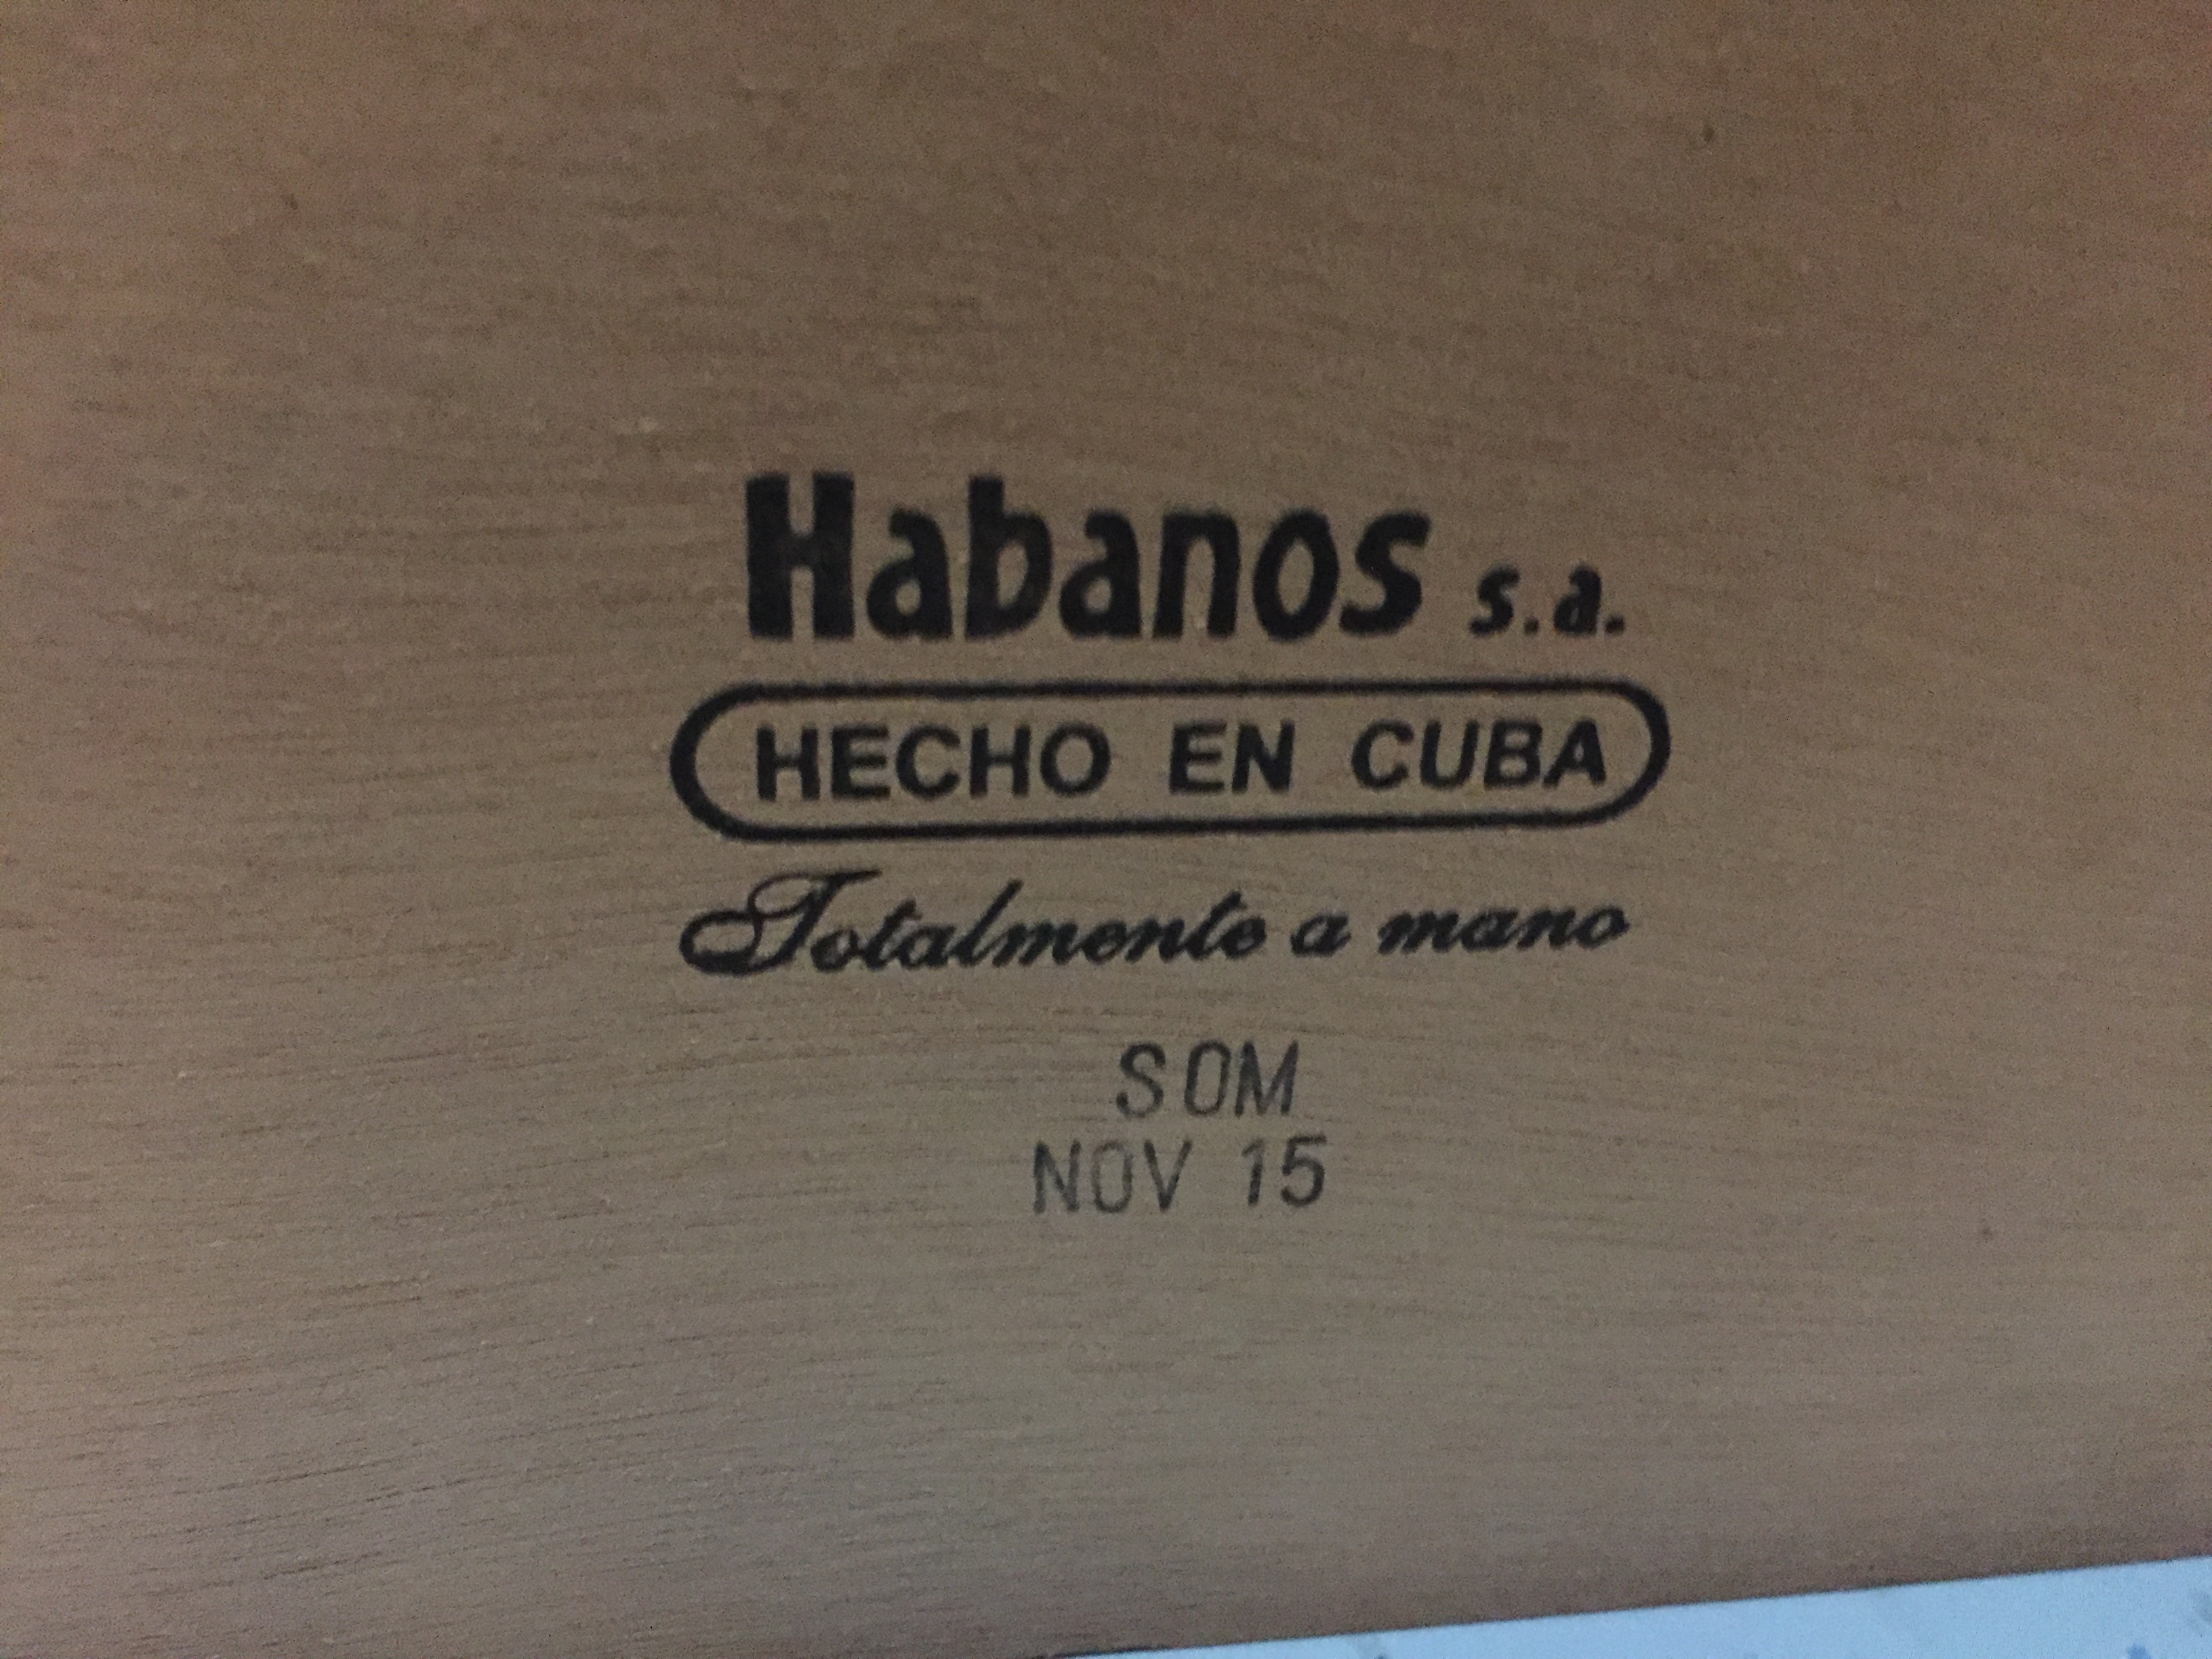 Habanos s.a.
HECHO EN CUBA
Totalmente a mano
SOM
NOV 15